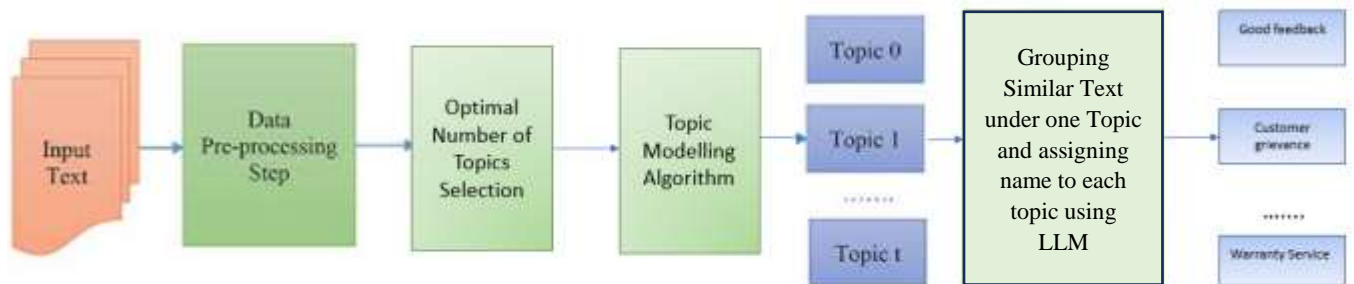 Input
Text
Data
Pre-processing
Step
Optimal
Number of
Topics
Selection
Topic
Modelling
Algorithm
Topic 0
Topic 1
.......
Topic t
Grouping
Similar Text
under one Topic
and assigning
name to each
topic using
LLM
Good feedback
Customer
grievance
.......
Warranty Service